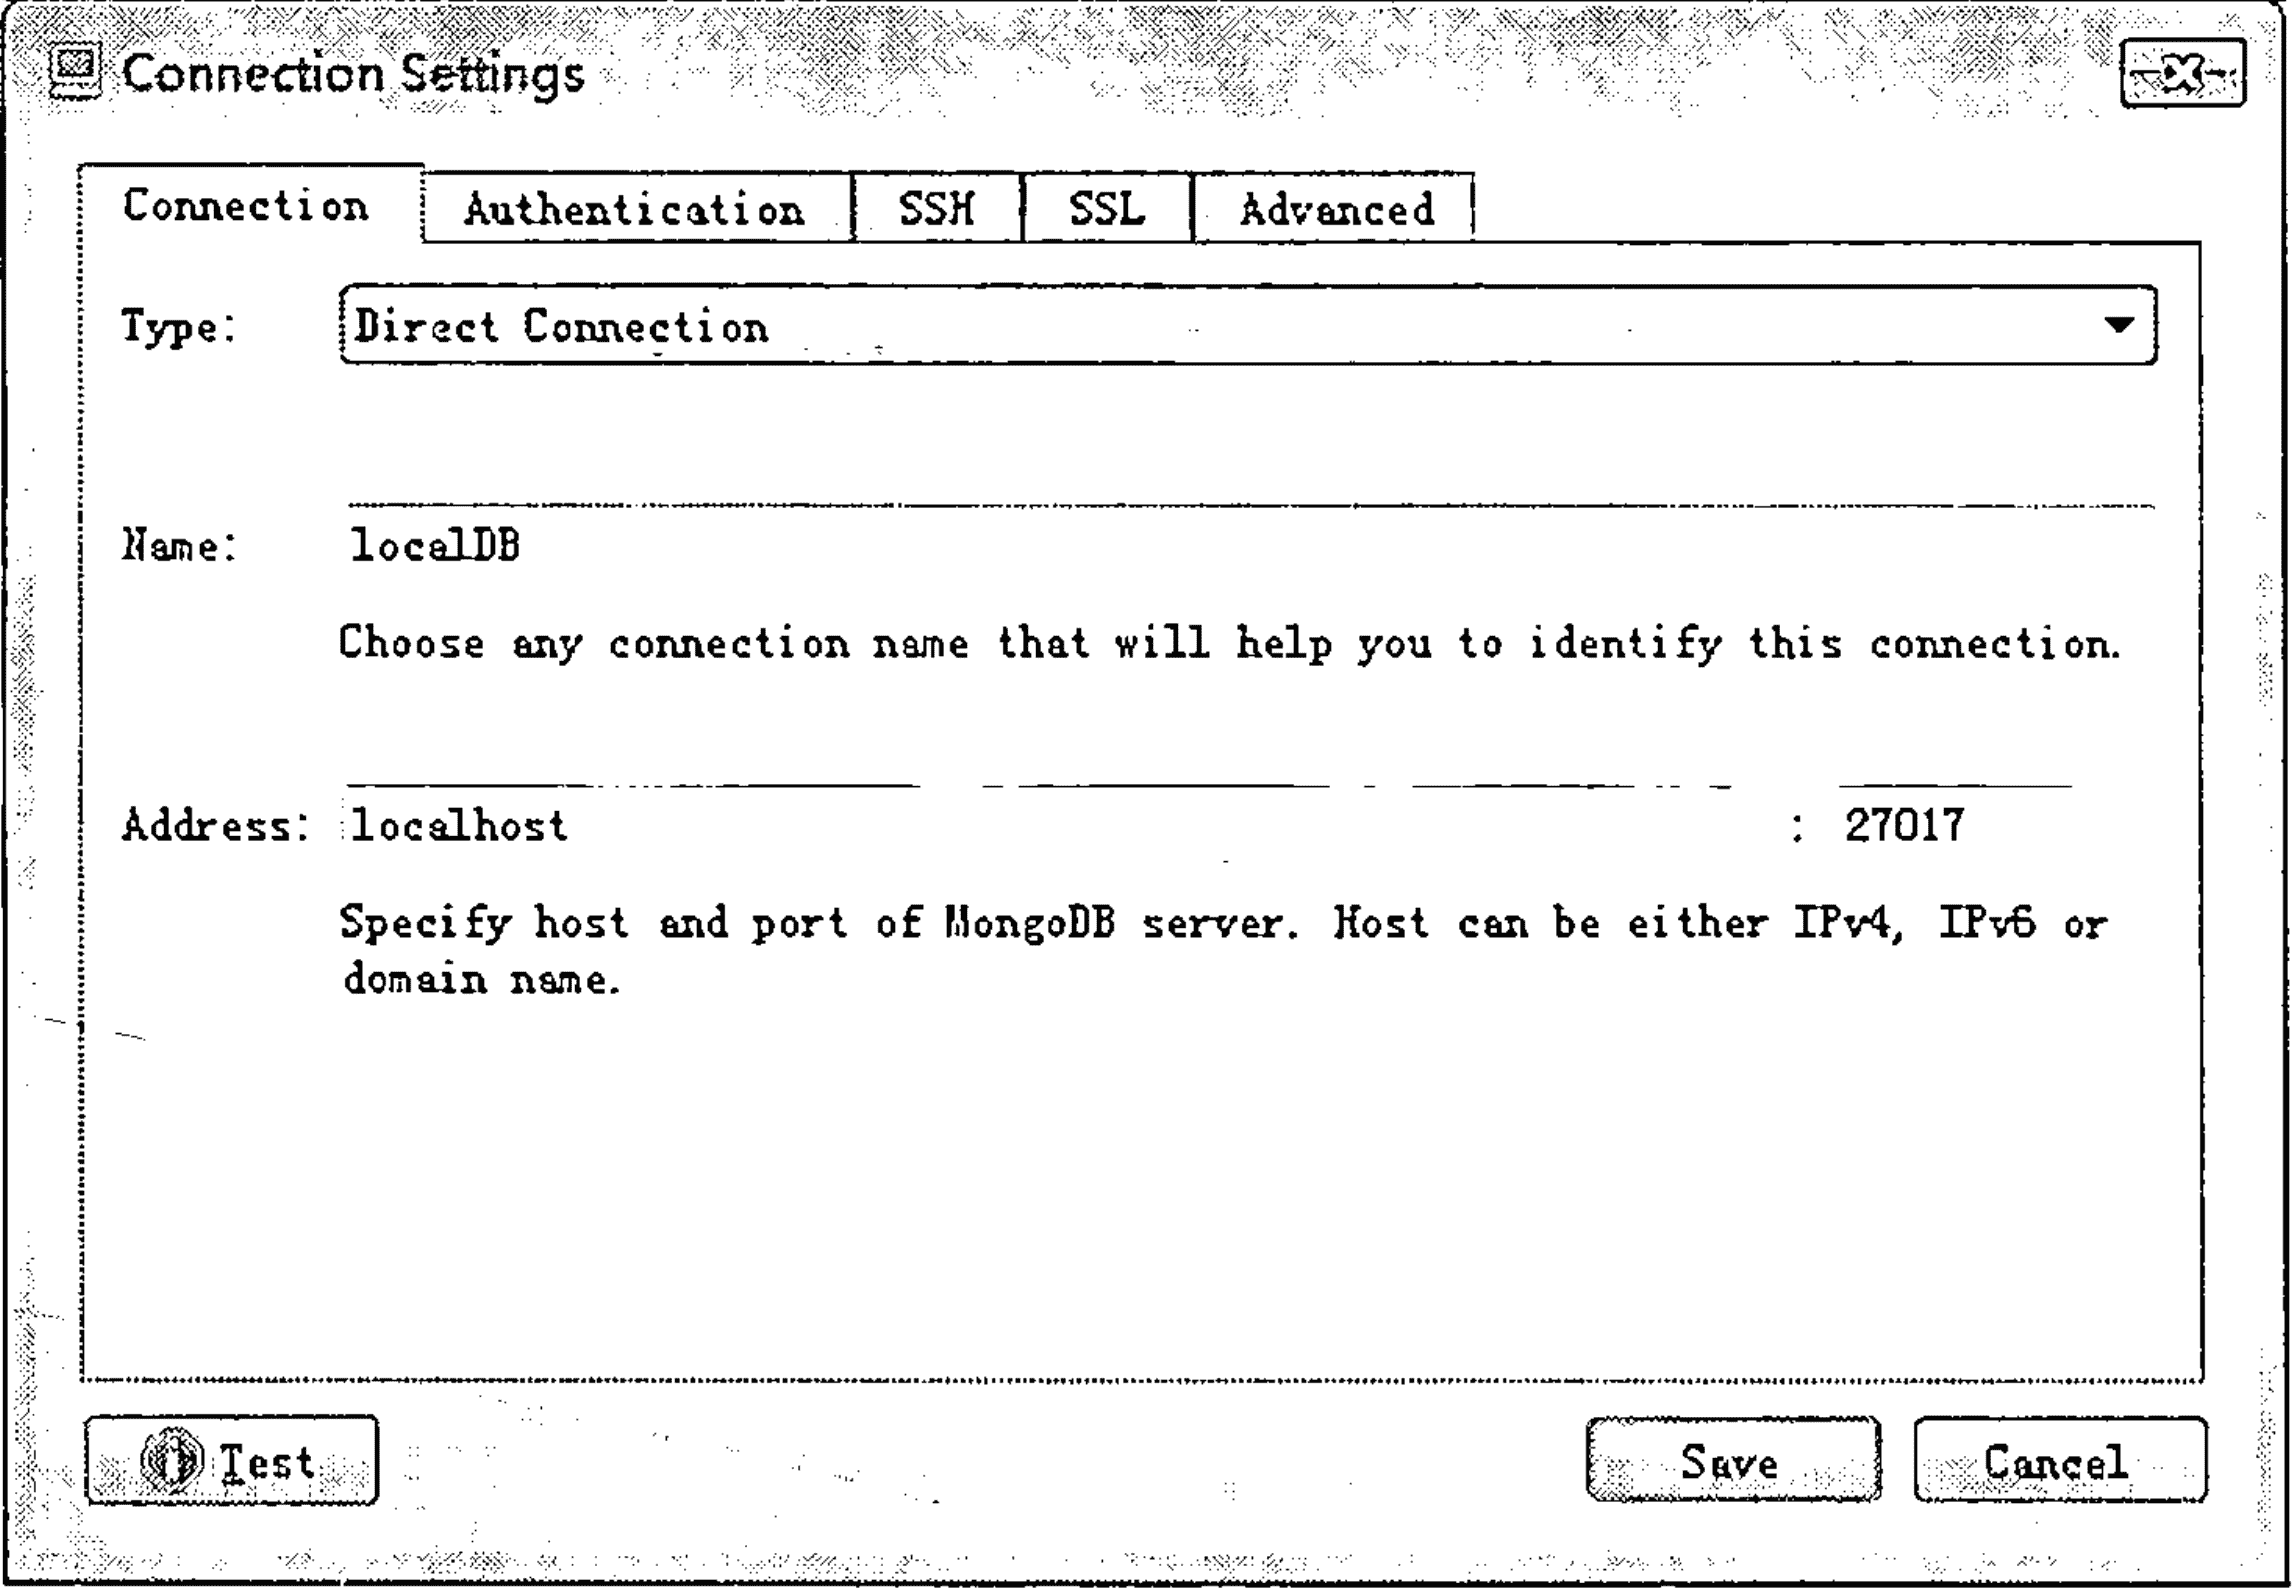 Connection Settings
Connection Authentication SSH SSL Advanced
Type: Direct Connection
Name: localDB
Choose any connection name that will help you to identify this connection.
Address: localhost : 27017
Specify host and port of MongoDB server. Host can be either IPv4, IPv6 or
domain name.
Test Save Cancel